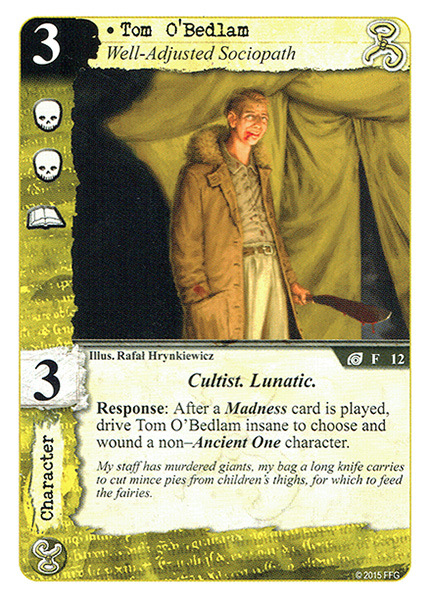 3
• Tom O'Bedlam
Well-Adjusted Sociopath
Illus. Rafał Hrynkiewicz
F 12
3
Character
Cultist. Lunatic.
Response: After a Madness card is played,
drive Tom O'Bedlam insane to choose and
wound a non–Ancient One character.
My staff has murdered giants, my bag a long knife carries
to cut mince pies from children's thighs, for which to feed
the fairies.
© 2015 FFG